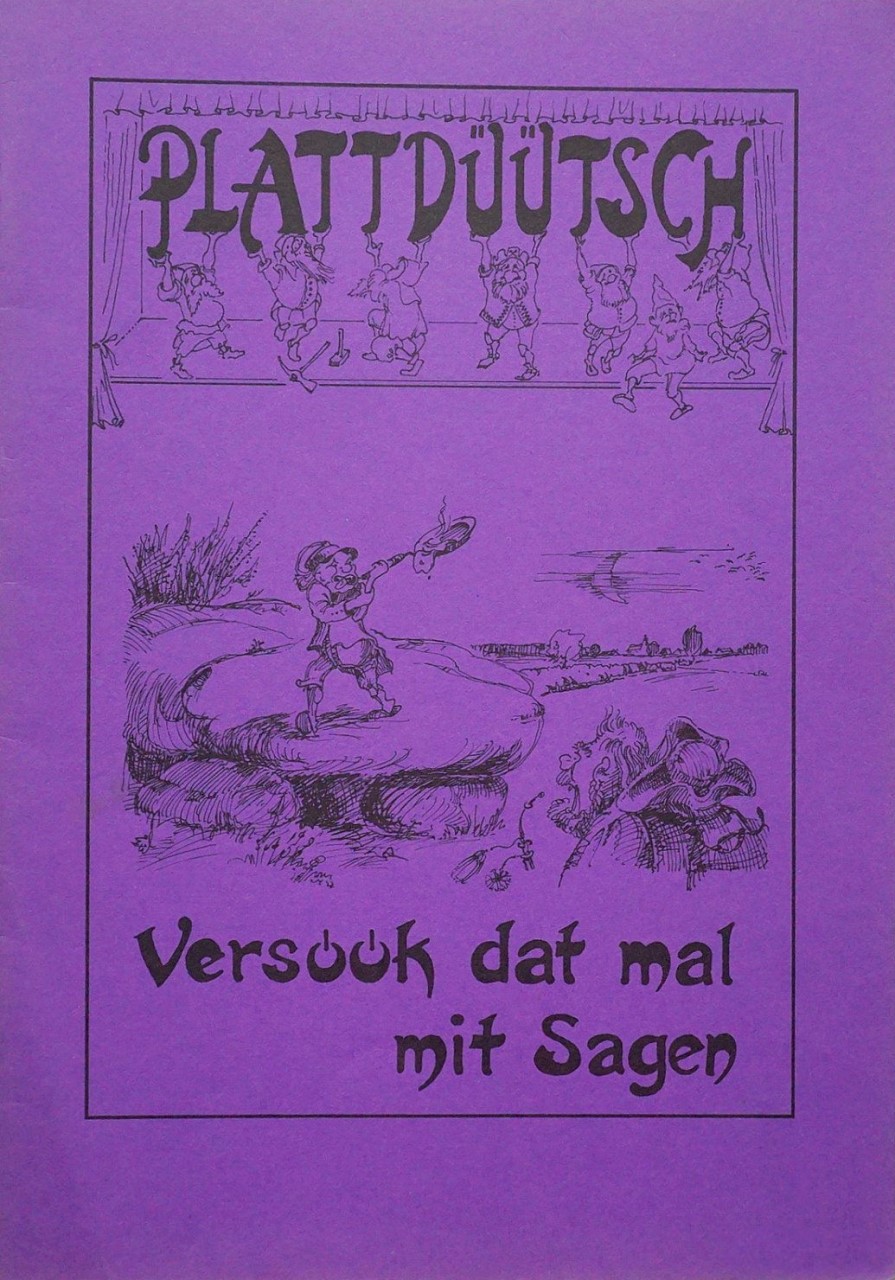 PLATTDÜÜTSCH
Versöök dat mal
mit Sagen